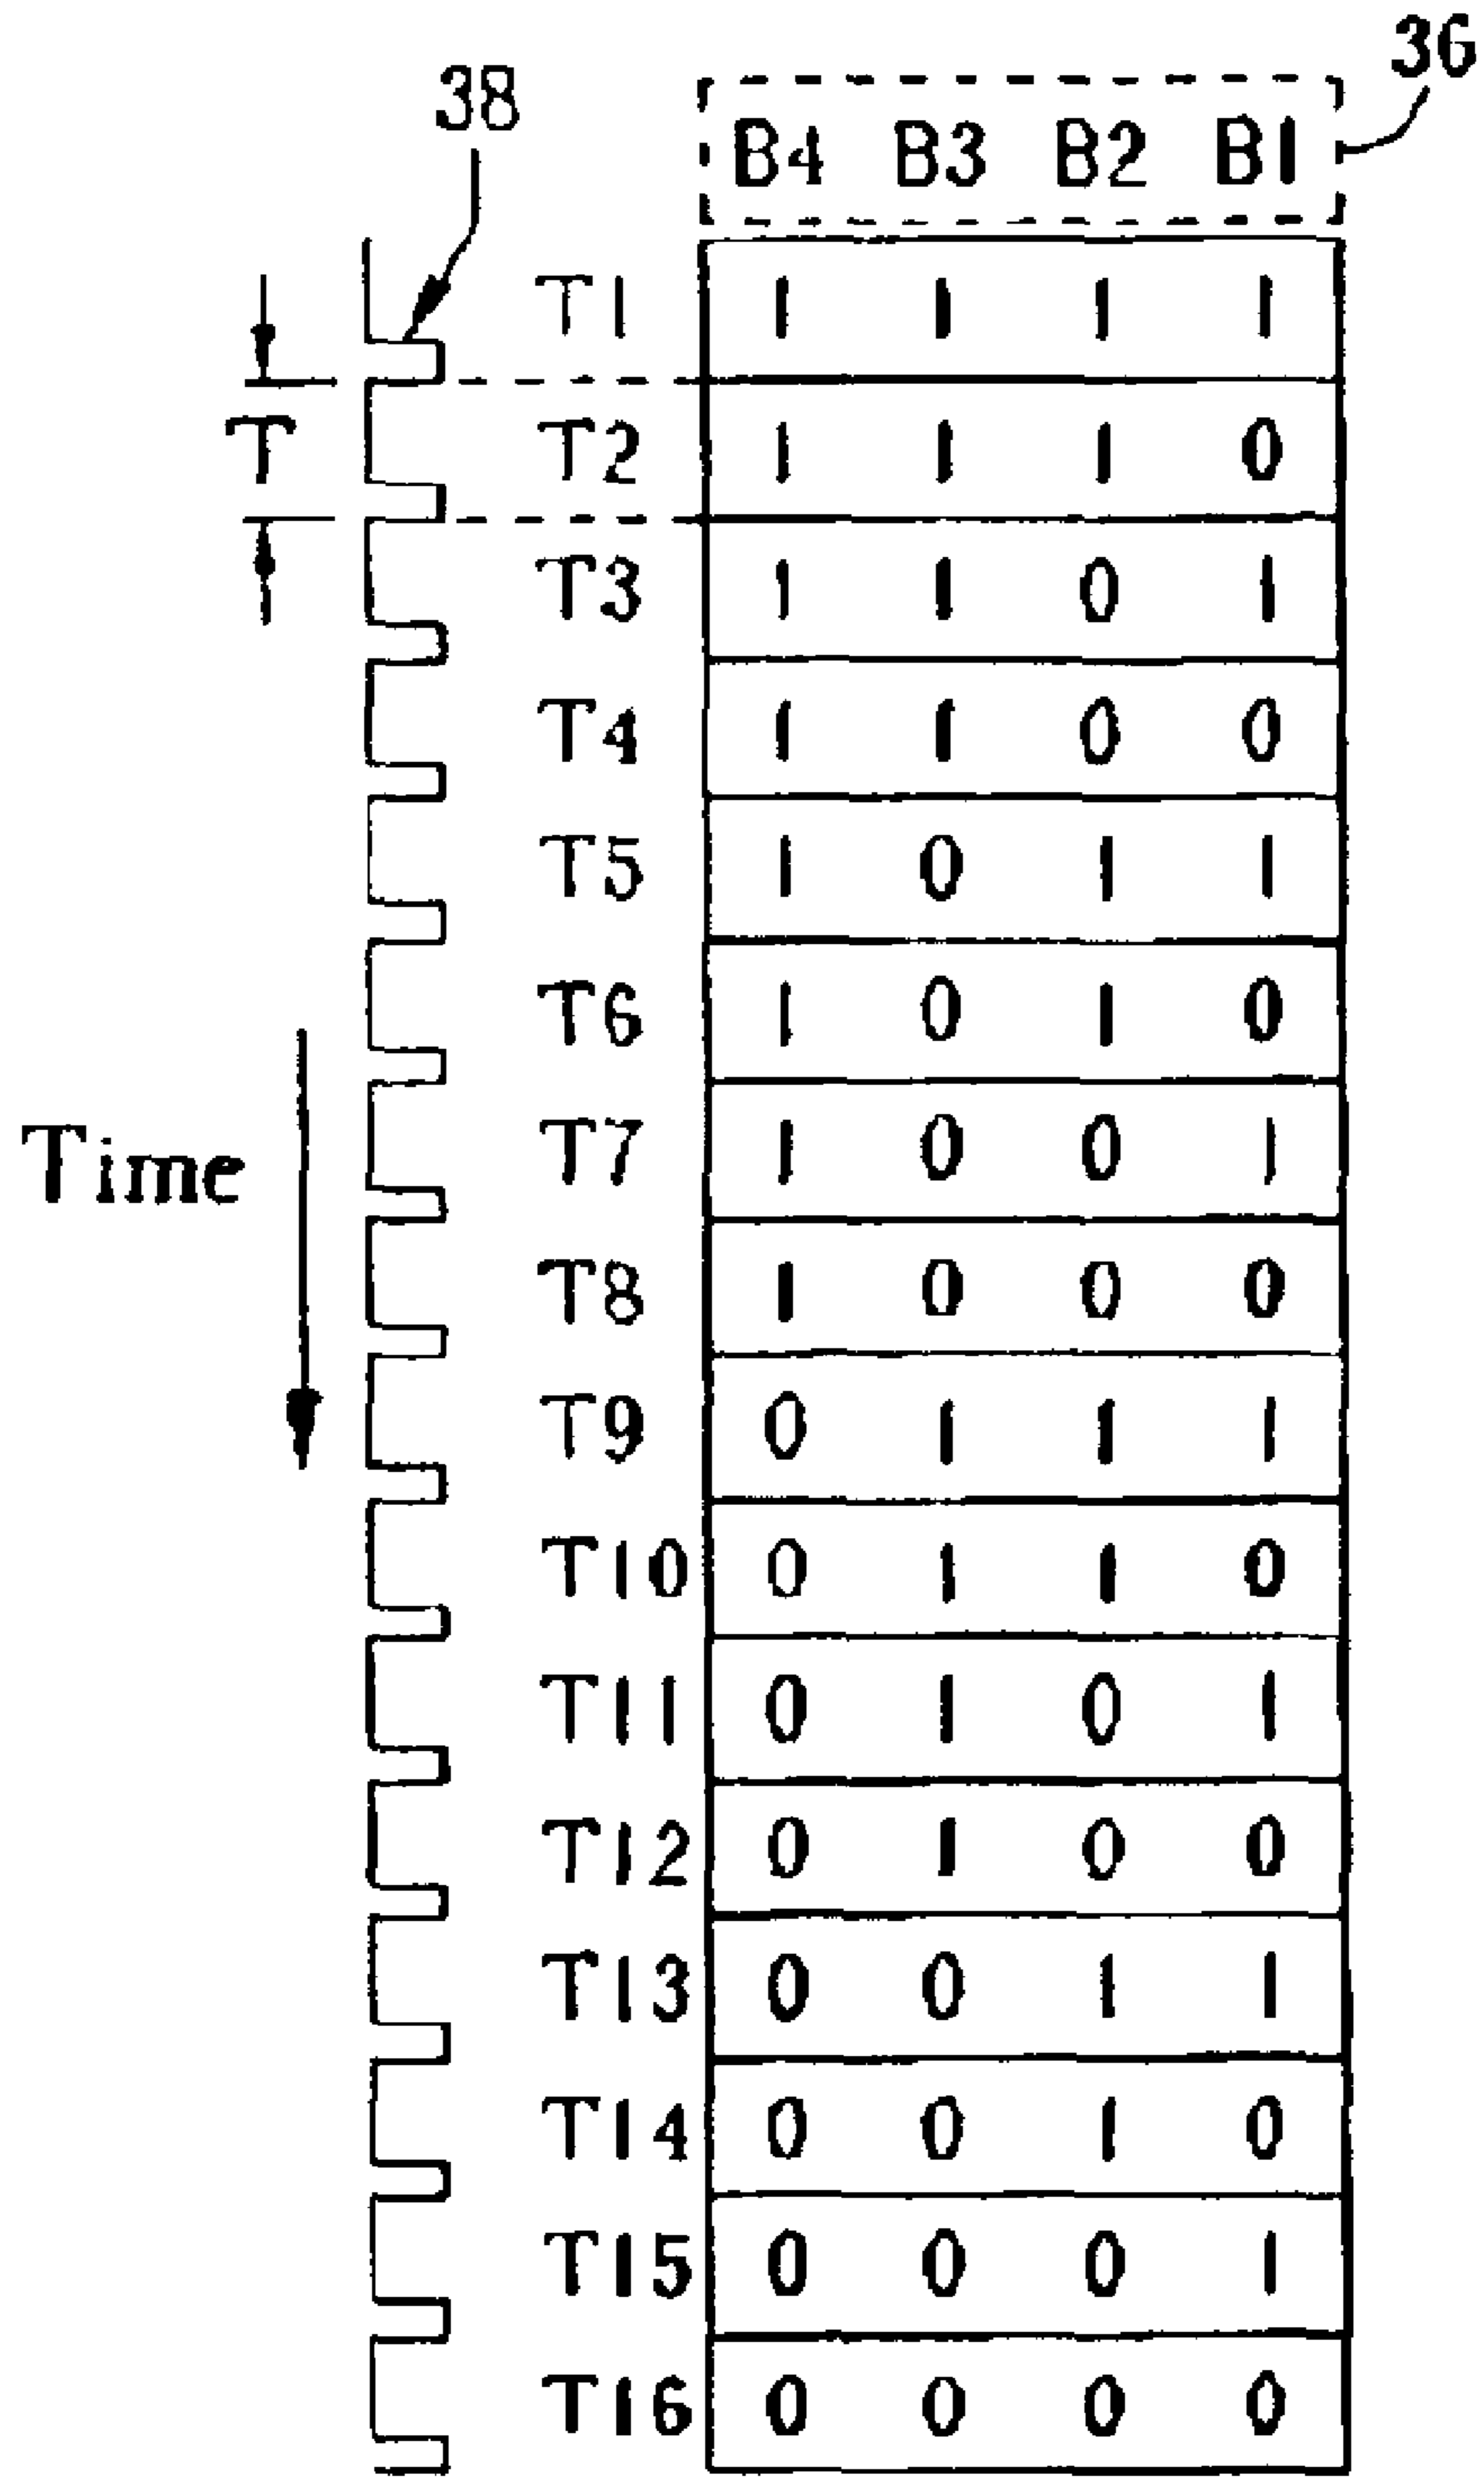 36
38
B4 B3 B2 B1
T1 1 1 1 1
T
T2 1 1 1 0
T3 1 1 0 1
T4 1 1 0 0
T5 1 0 1 1
T6 1 0 1 0
Time
T7 1 0 0 1
T8 1 0 0 0
T9 0 1 1 1
T10 0 1 1 0
T11 0 1 0 1
T12 0 1 0 0
T13 0 0 1 1
T14 0 0 1 0
T15 0 0 0 1
T16 0 0 0 0